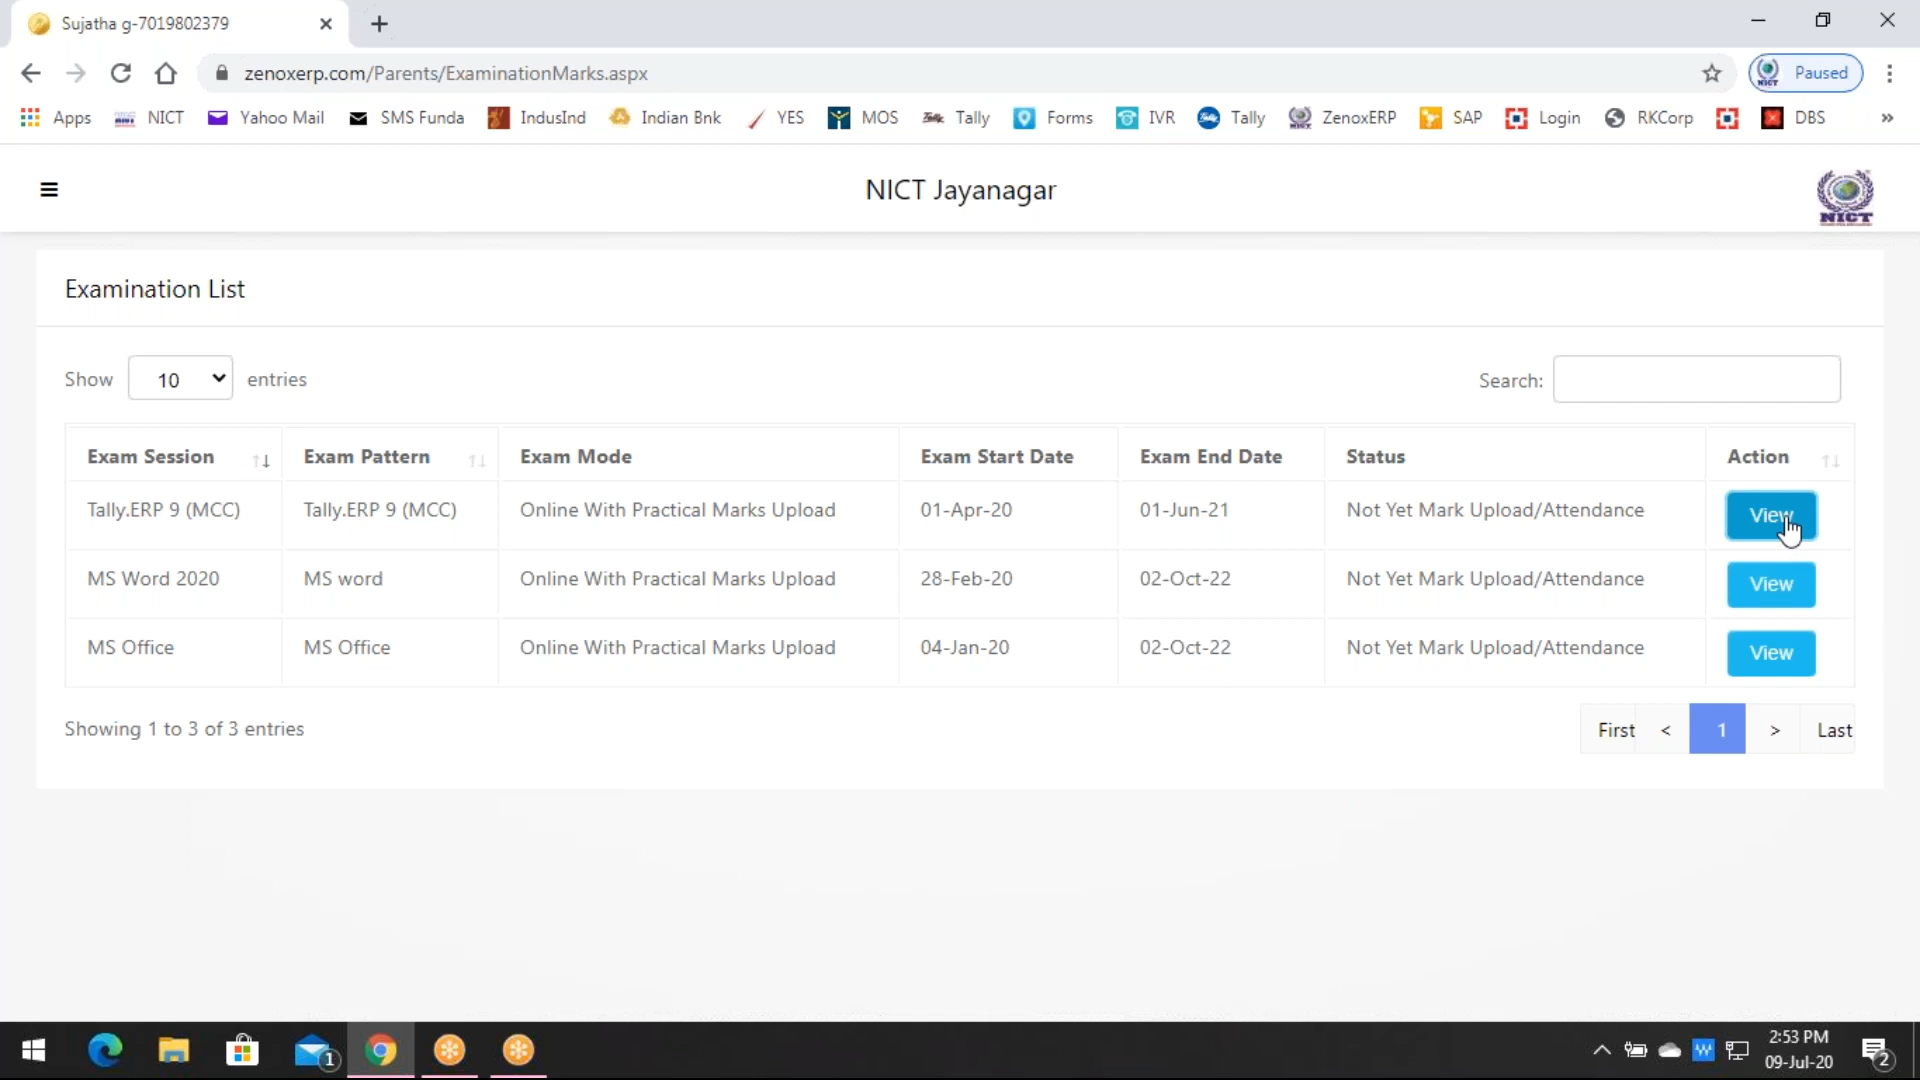 Sujatha g-7019802379
zenoxerp.com/Parents/ExaminationMarks.aspx
Paused
Apps NICT Yahoo Mail SMS Funda IndusInd Indian Bnk YES MOS Tally Forms IVR Tally ZenoxERP SAP Login RKCorp DBS »
NICT Jayanagar
NICT
Examination List
Show 10 entries
Search:
Exam Session Exam Pattern Exam Mode Exam Start Date Exam End Date Status Action
Tally.ERP 9 (MCC) Tally.ERP 9 (MCC) Online With Practical Marks Upload 01-Apr-20 01-Jun-21 Not Yet Mark Upload/Attendance View
MS Word 2020 MS word Online With Practical Marks Upload 28-Feb-20 02-Oct-22 Not Yet Mark Upload/Attendance View
MS Office MS Office Online With Practical Marks Upload 04-Jan-20 02-Oct-22 Not Yet Mark Upload/Attendance View
Showing 1 to 3 of 3 entries
First < 1 > Last
1
2:53 PM
09-Jul-20
2